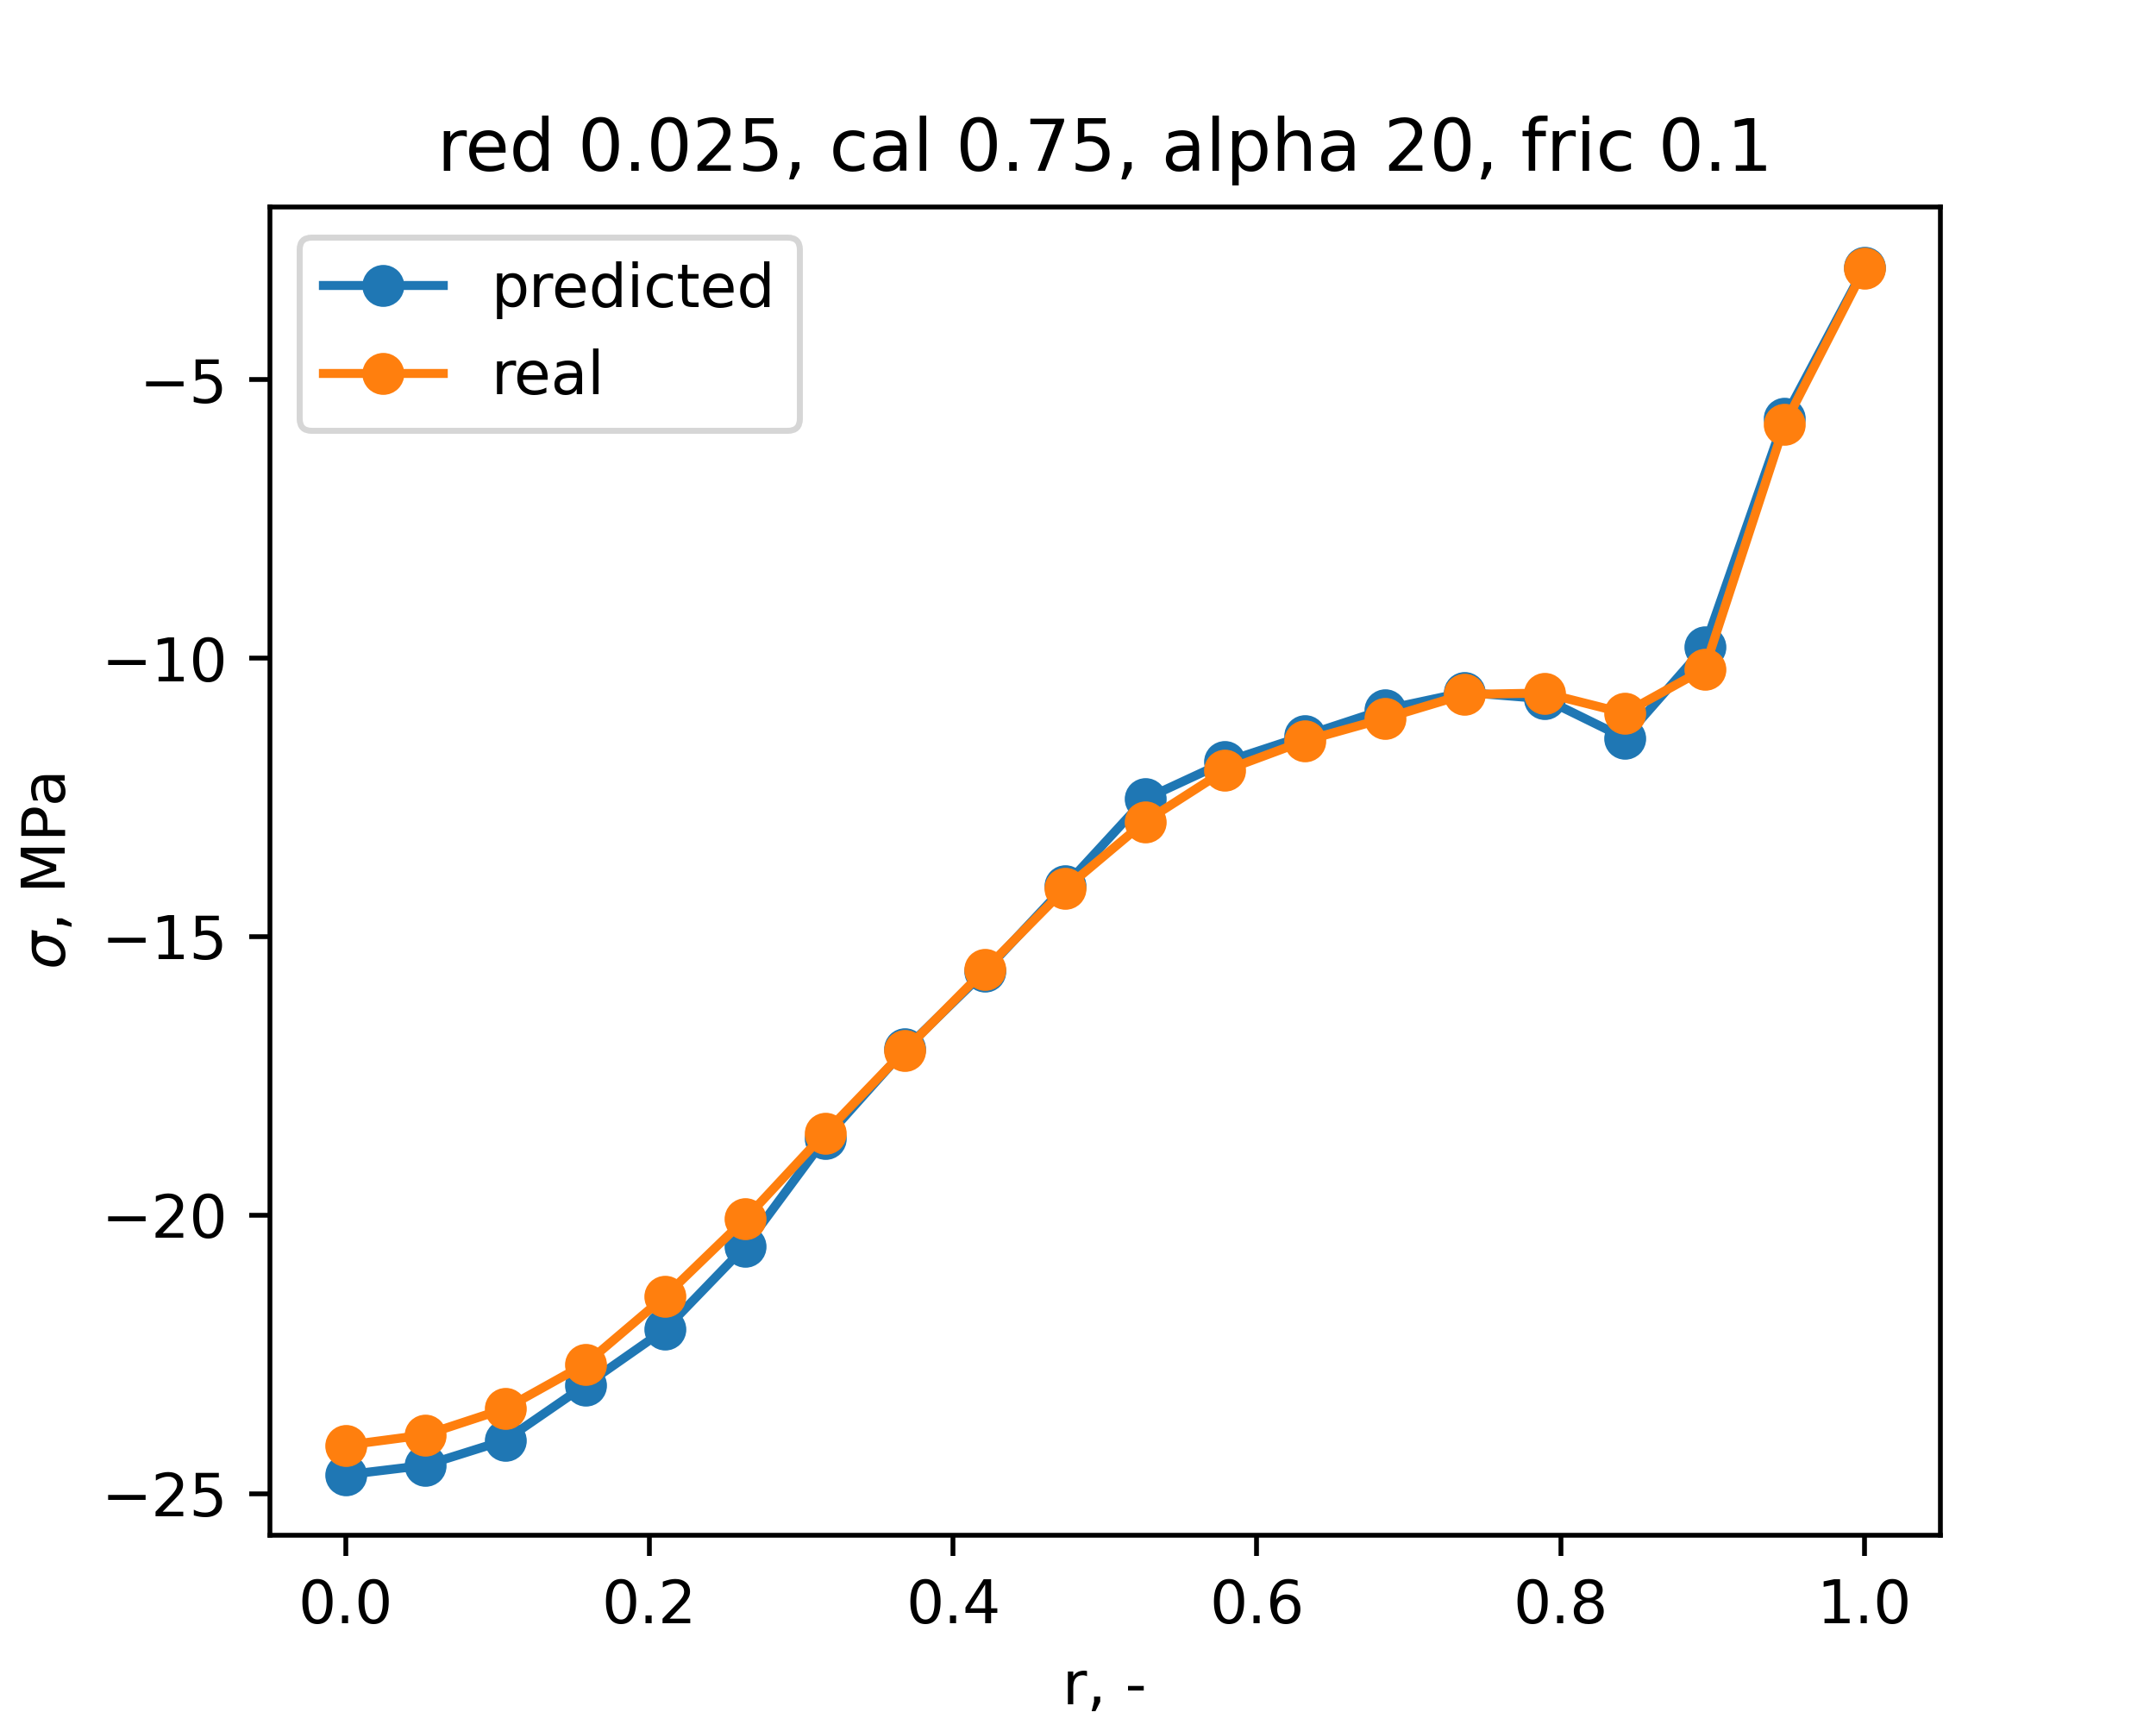 red 0.025, cal 0.75, alpha 20, fric 0.1
predicted
real
−5
−10
−15
−20
−25
σ, MPa
0.0 0.2 0.4 0.6 0.8 1.0
r, -